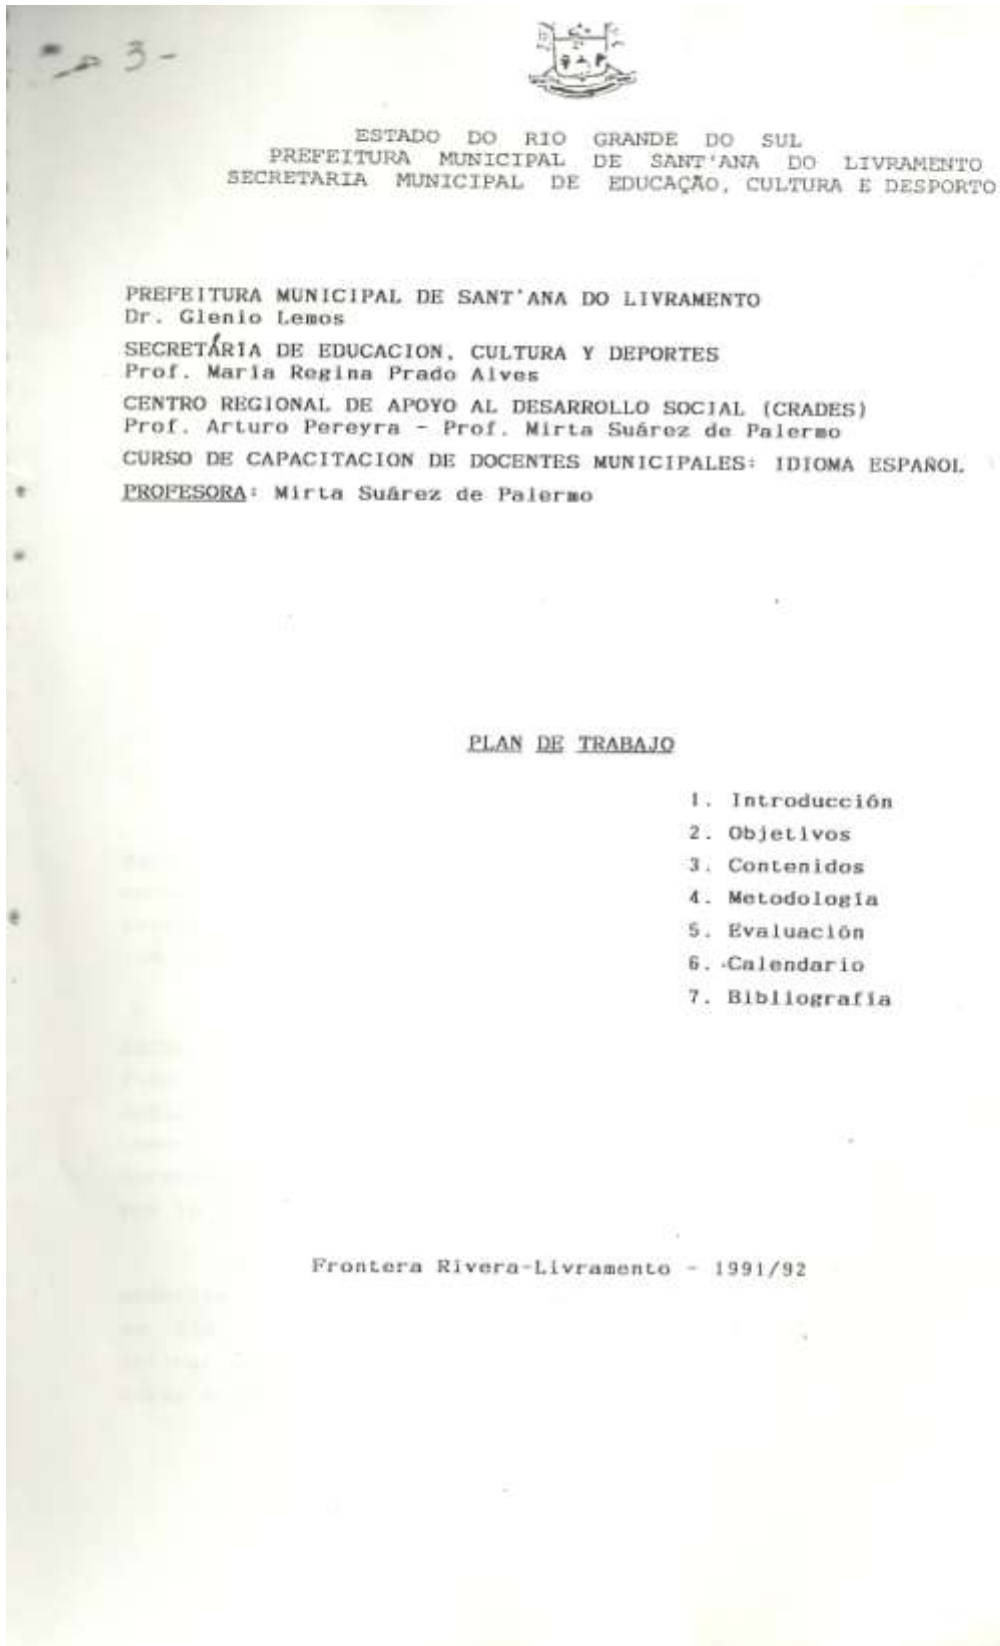 3 -
ESTADO DO RIO GRANDE DO SUL
PREFEITURA MUNICIPAL DE SANT'ANA DO LIVRAMENTO
SECRETARIA MUNICIPAL DE EDUCAÇÃO, CULTURA E DESPORTO
PREFEITURA MUNICIPAL DE SANT'ANA DO LIVRAMENTO
Dr. Glenio Lemos
SECRETÁRIA DE EDUCACION, CULTURA Y DEPORTES
Prof. María Regina Prado Alves
CENTRO REGIONAL DE APOYO AL DESARROLLO SOCIAL (CRADES)
Prof. Arturo Pereyra - Prof. Mirta Suárez de Palermo
CURSO DE CAPACITACION DE DOCENTES MUNICIPALES: IDIOMA ESPAÑOL
PROFESORA: Mirta Suárez de Palermo
PLAN DE TRABAJO
1. Introducción
2. Objetivos
3. Contenidos
4. Metodología
5. Evaluación
6. Calendario
7. Bibliografía
Frontera Rivera-Livramento - 1991/92